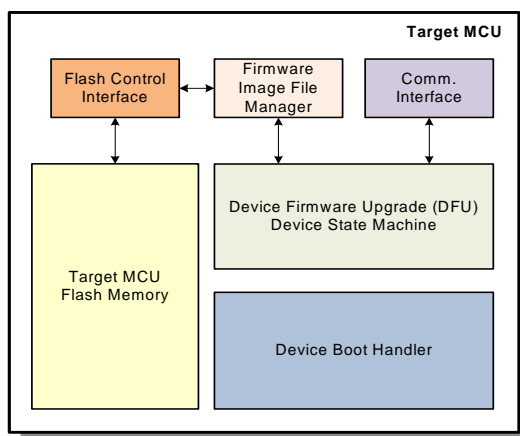 Target MCU
Flash Control
Interface
Firmware
Image File
Manager
Comm.
Interface
Device Firmware Upgrade (DFU)
Device State Machine
Target MCU
Flash Memory
Device Boot Handler